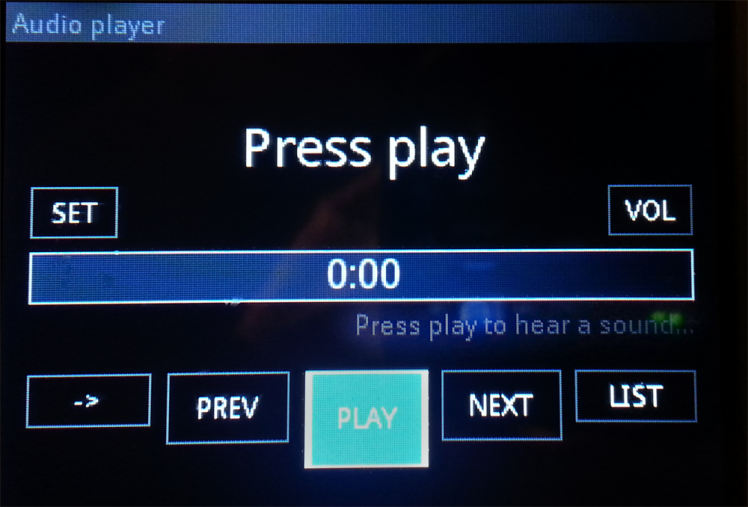 Audio player
Press play
SET
VOL
0:00
Press play to hear a sound...
->
PREV
PLAY
NEXT
LIST